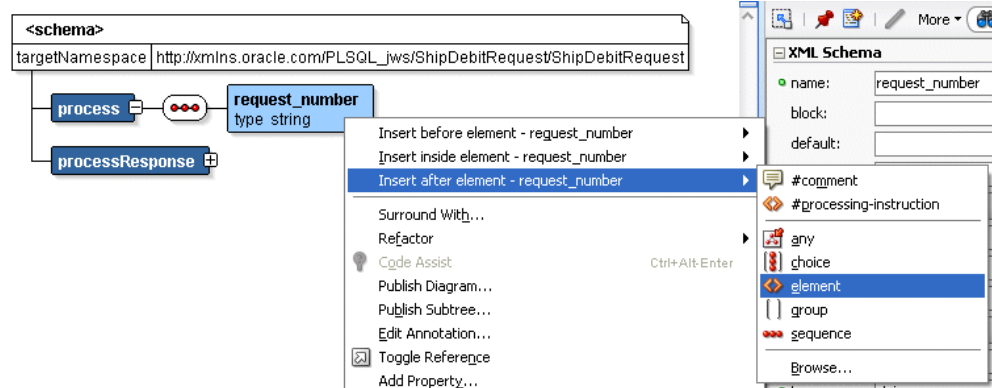 <schema>
targetNamespace http://xmlns.oracle.com/PLSQL_jws/ShipDebitRequest/ShipDebitRequest
process
request_number
type string
processResponse
Insert before element - request_number
Insert inside element - request_number
Insert after element - request_number
Surround With...
Refactor
Code Assist Ctrl+Alt-Enter
Publish Diagram...
Publish Subtree...
Edit Annotation...
Toggle Reference
Add Property...
More
XML Schema
name: request_number
block:
default:
#comment
#processing-instruction
any
choice
element
group
sequence
Browse...